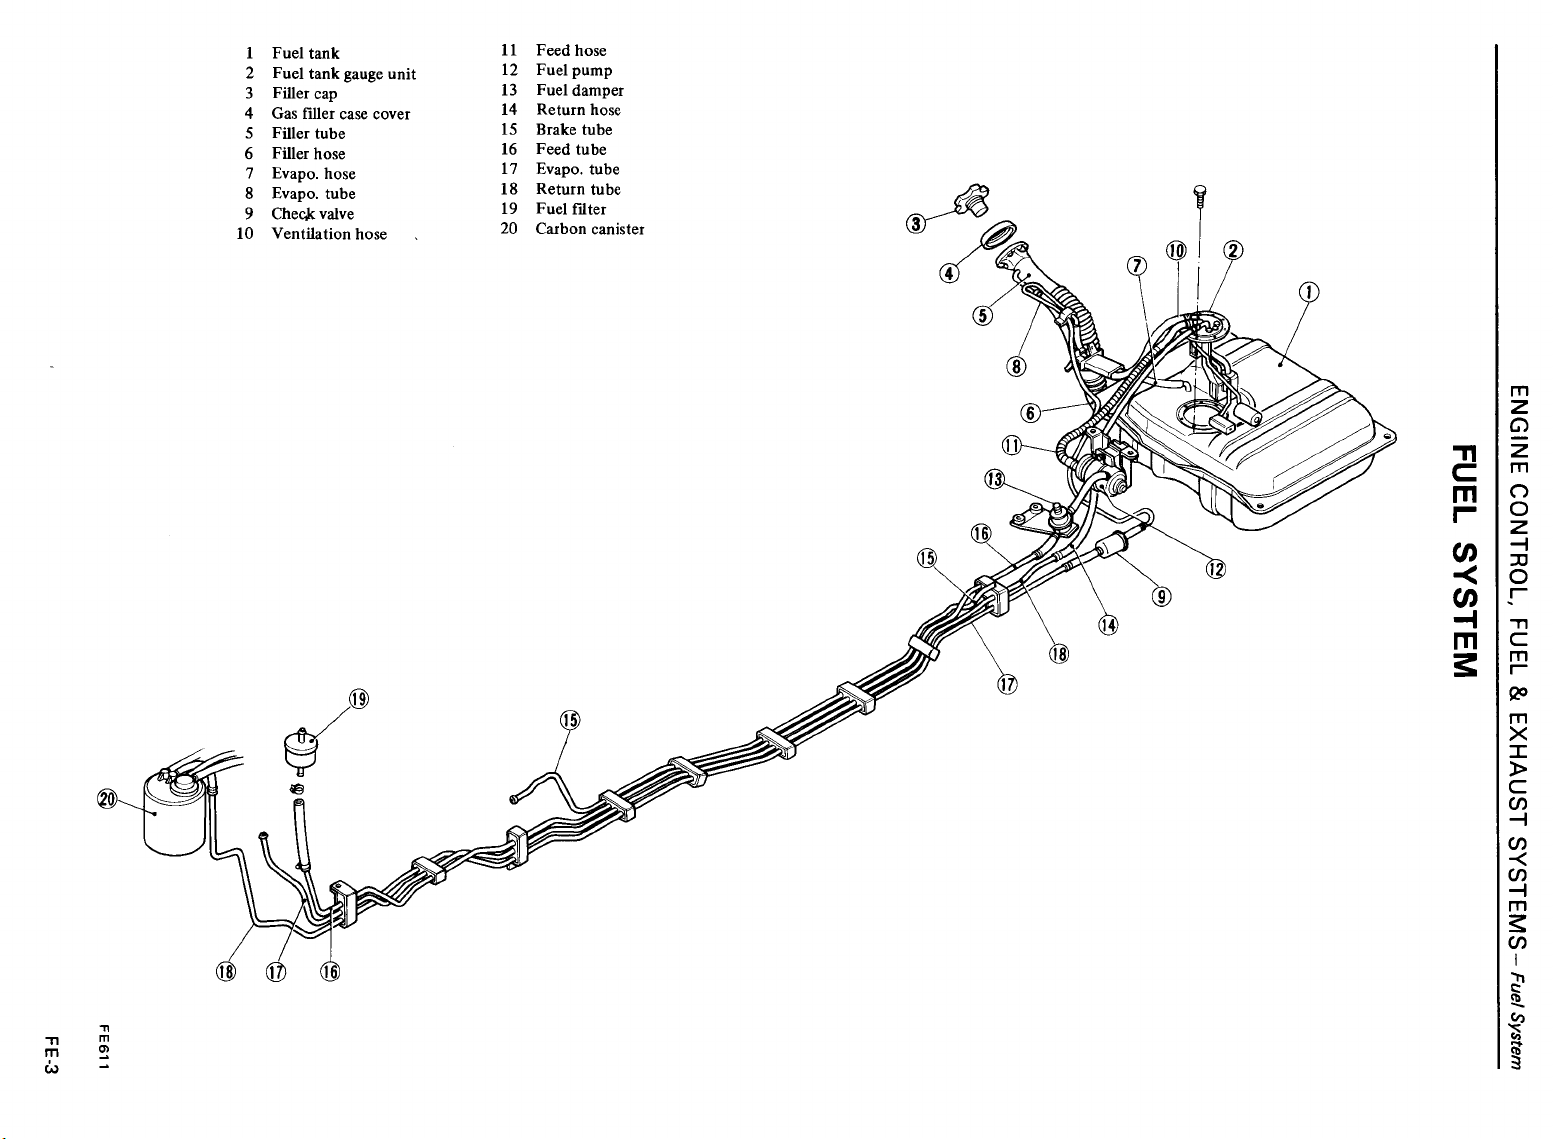 1 Fuel tank
2 Fuel tank gauge unit
3 Filler cap
4 Gas filler case cover
5 Filler tube
6 Filler hose
7 Evapo. hose
8 Evapo. tube
9 Check valve
10 Ventilation hose
11 Feed hose
12 Fuel pump
13 Fuel damper
14 Return hose
15 Brake tube
16 Feed tube
17 Evapo. tube
18 Return tube
19 Fuel filter
20 Carbon canister
ENGINE CONTROL, FUEL & EXHAUST SYSTEMS— Fuel System
FUEL SYSTEM
3
4
5
8
6
11
13
7
10
2
1
16
15
12
9
14
18
17
19
15
20
18
17
16
FE611
FE-3